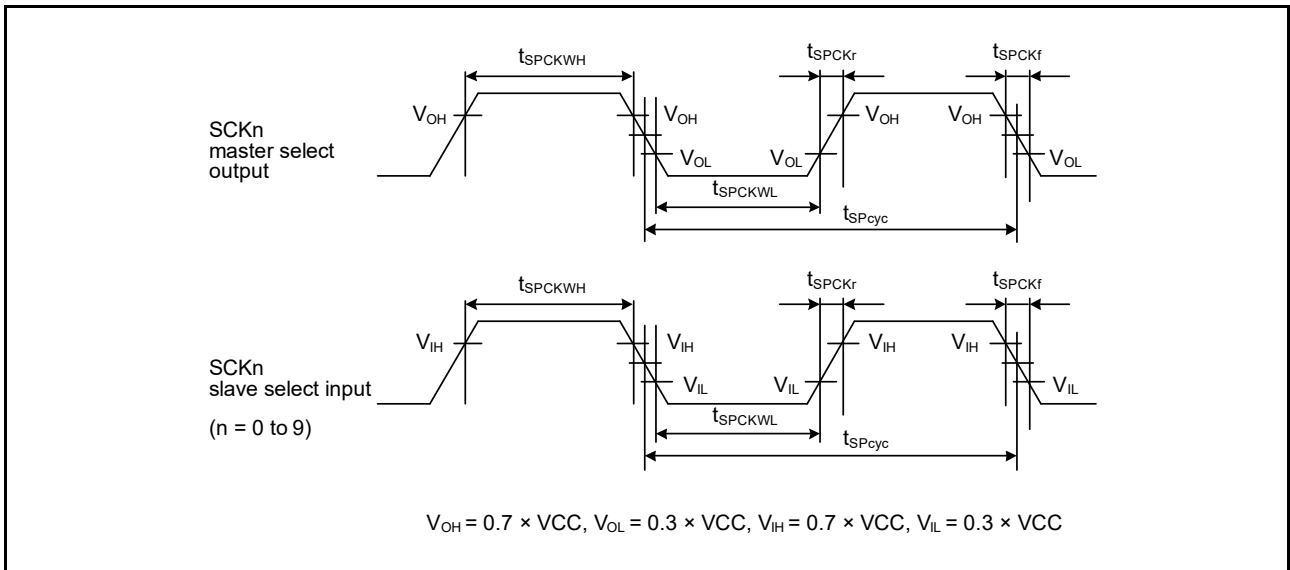 tSPCKWH
tSPCKr
tSPCKf
VOH
VOH
VOH
VOH
SCKn
master select
output
VOL
VOL
VOL
tSPCKWL
tSPcyc
tSPCKWH
tSPCKr
tSPCKf
VIH
VIH
VIH
VIH
SCKn
slave select input
VIL
VIL
VIL
(n = 0 to 9)
tSPCKWL
tSPcyc
VOH = 0.7 × VCC, VOL = 0.3 × VCC, VIH = 0.7 × VCC, VIL = 0.3 × VCC